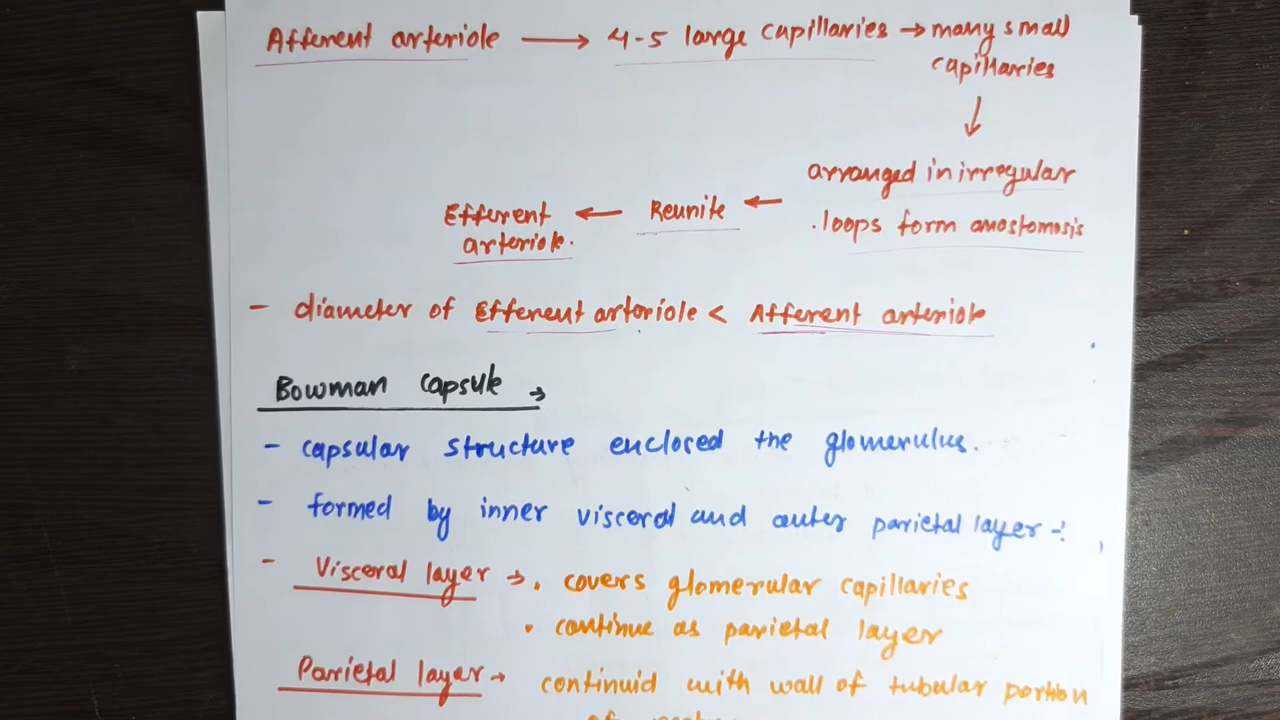 Afferent arteriole → 4-5 large capillaries → many small
capillaries
↓
arranged in irregular
loops form anastomosis
Efferent ← Reunite ←
arteriole.
- diameter of Efferent arteriole < Afferent arteriole
Bowman capsule →
- capsular structure enclosed the glomerulus.
- formed by inner visceral and outer parietal layer -:
- Visceral layer → • covers glomerular capillaries
• continue as parietal layer
Parietal layer → continuid with wall of tubular portion
of